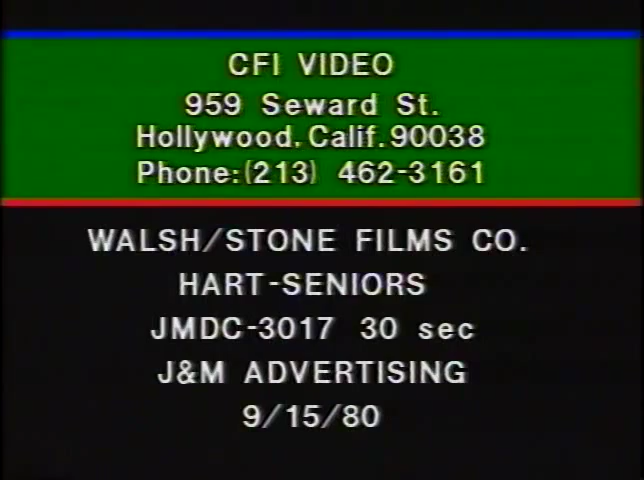 CFI VIDEO
959 Seward St.
Hollywood, Calif. 90038
Phone: (213) 462-3161
WALSH/STONE FILMS CO.
HART-SENIORS
JMDC-3017 30 sec
J&M ADVERTISING
9/15/80